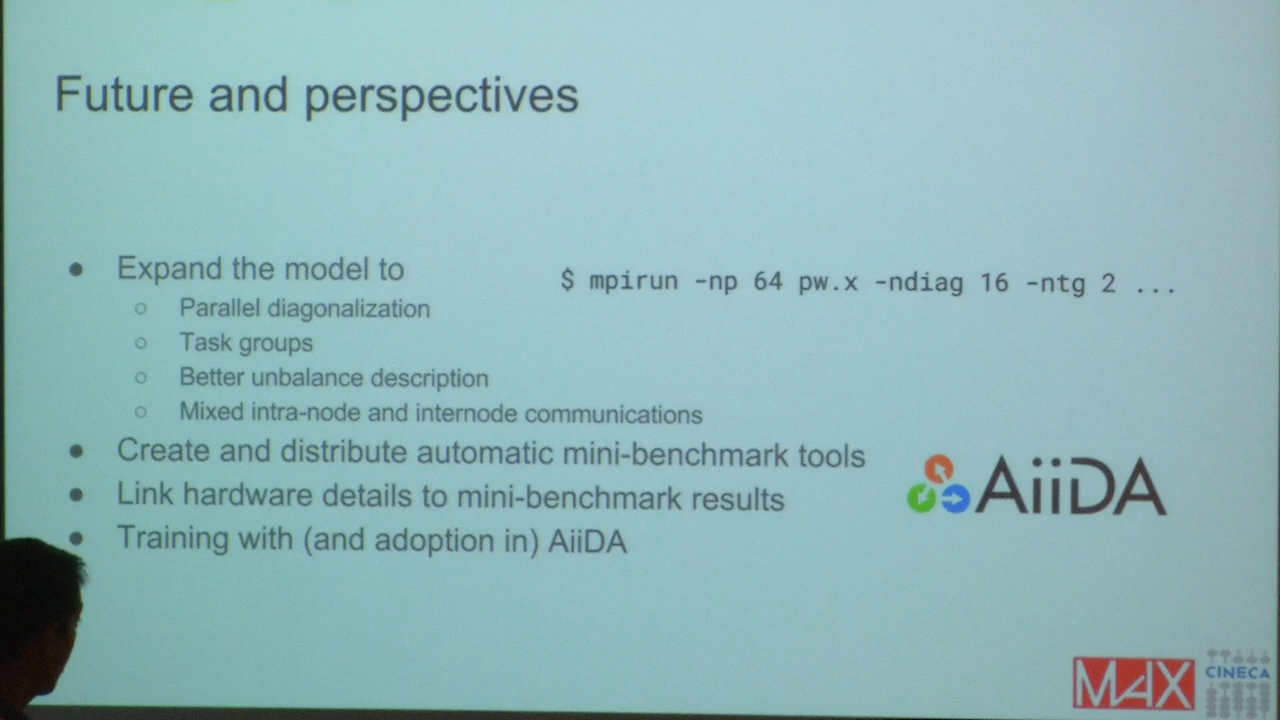 Future and perspectives
● Expand the model to
$ mpirun -np 64 pw.x -ndiag 16 -ntg 2 ...
○ Parallel diagonalization
○ Task groups
○ Better unbalance description
○ Mixed intra-node and internode communications
● Create and distribute automatic mini-benchmark tools
● Link hardware details to mini-benchmark results
● Training with (and adoption in) AiiDA
AiiDA
MAX
CINECA